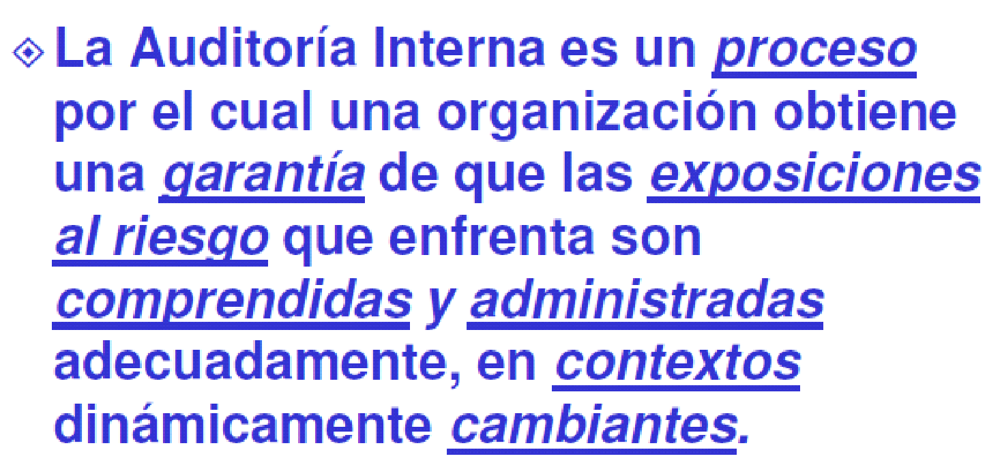 La Auditoría Interna es un proceso
por el cual una organización obtiene
una garantía de que las exposiciones
al riesgo que enfrenta son
comprendidas y administradas
adecuadamente, en contextos
dinámicamente cambiantes.